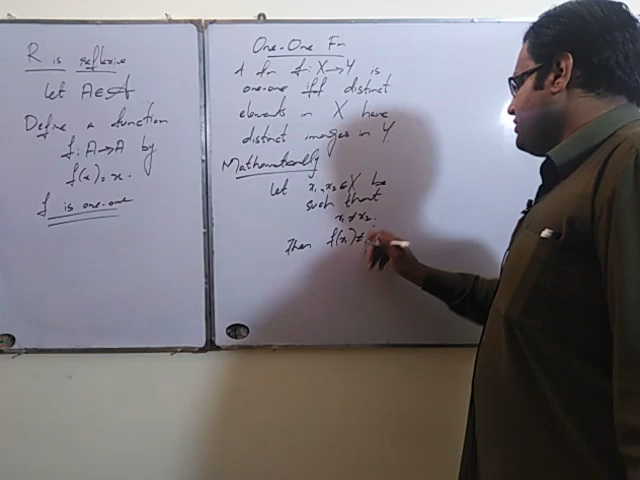 R is reflexive
Let A ∈ 𝒜
Define a function
f: A → A by
f(x) = x.
f is one-one
One-One Fn
A fn f: X → Y is
one-one iff distinct
elements in X have
distinct images in Y.
Mathematically
Let x₁, x₂ ∈ X be
such that
x₁ ≠ x₂.
Then f(x₁) ≠